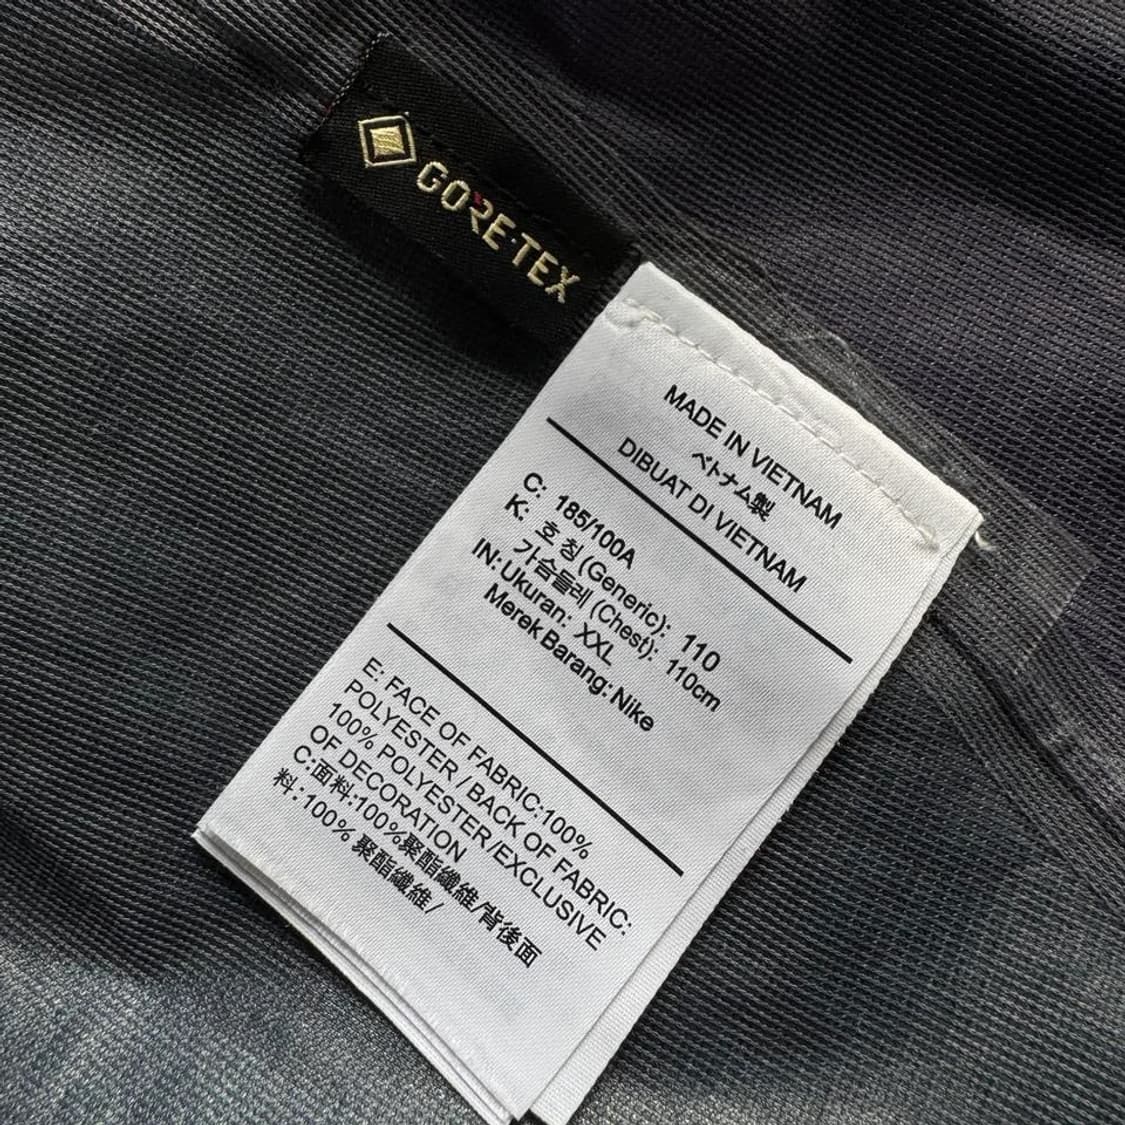 GORE-TEX
MADE IN VIETNAM
ベトナム製
DIBUAT DI VIETNAM
C: 185/100A
K: 호 칭 (Generic): 110
가슴둘레 (Chest): 110cm
IN: Ukuran: XXL
Merek Barang: Nike
E: FACE OF FABRIC:100%
POLYESTER / BACK OF FABRIC:
100% POLYESTER/EXCLUSIVE
OF DECORATION
C:面料:100%聚酯纖維/背後面
料: 100% 聚酯纖維/